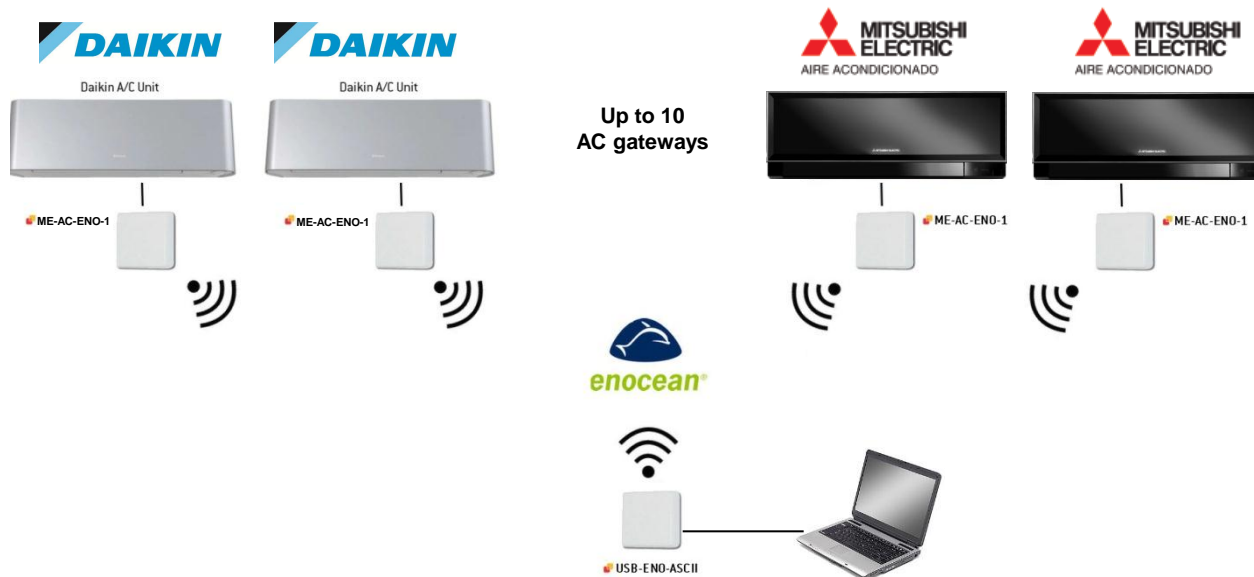 DAIKIN
DAIKIN
MITSUBISHI
ELECTRIC
AIRE ACONDICIONADO
MITSUBISHI
ELECTRIC
AIRE ACONDICIONADO
Daikin A/C Unit
Daikin A/C Unit
Up to 10
AC gateways
ME-AC-ENO-1
ME-AC-ENO-1
ME-AC-ENO-1
ME-AC-ENO-1
enocean®
USB-ENO-ASCII